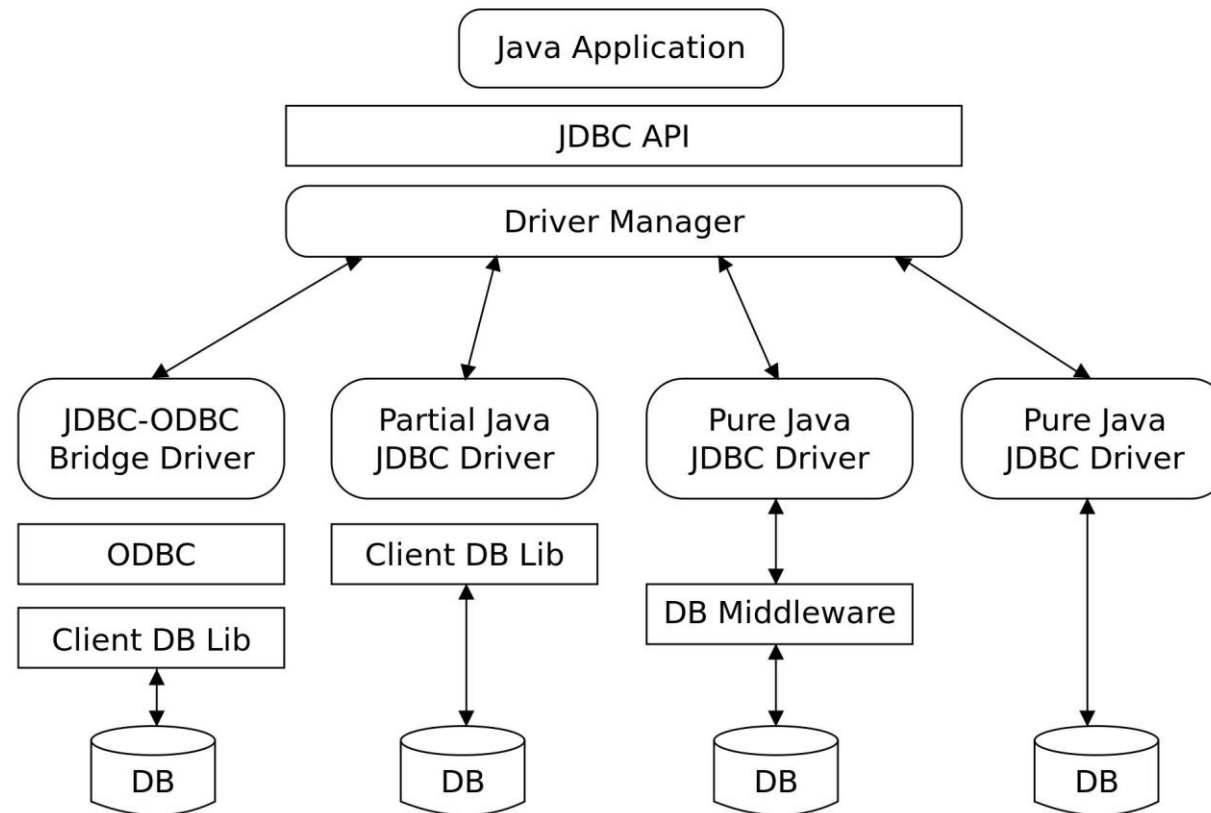 Java Application
JDBC API
Driver Manager
JDBC-ODBC
Bridge Driver
Partial Java
JDBC Driver
Pure Java
JDBC Driver
Pure Java
JDBC Driver
ODBC
Client DB Lib
Client DB Lib
DB Middleware
DB
DB
DB
DB